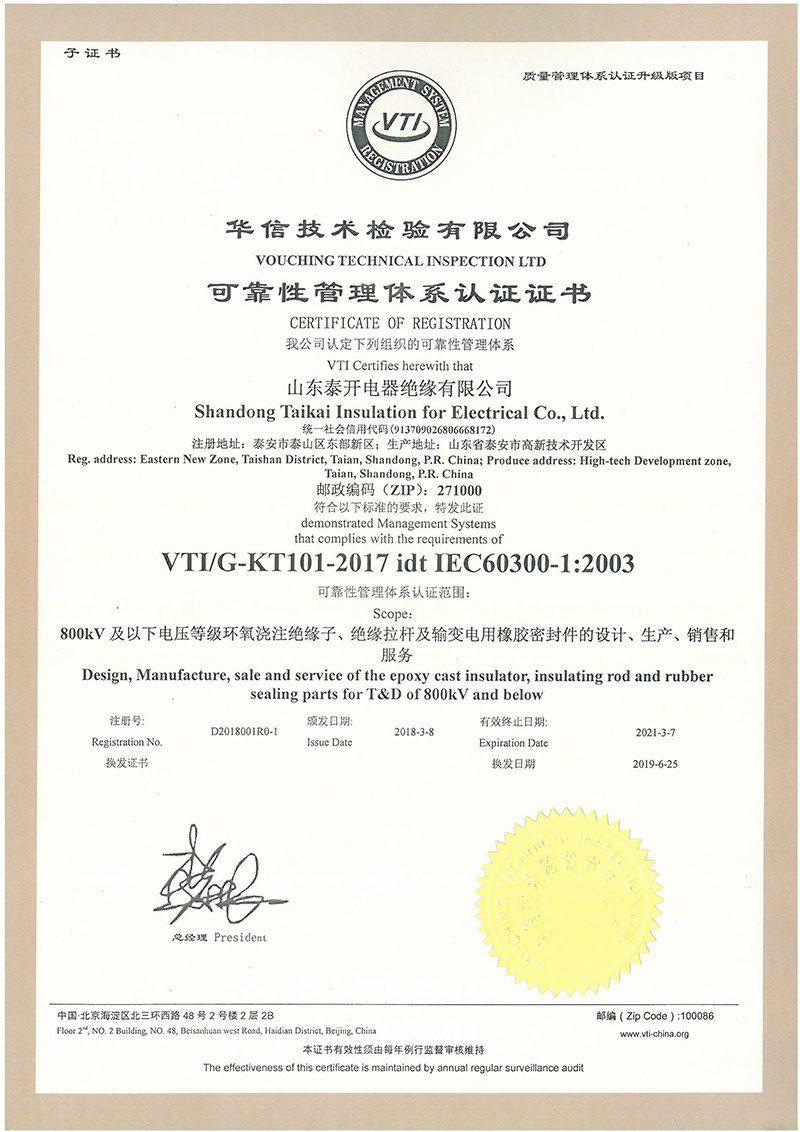 子证书
质量管理体系认证升级版项目
MANAGEMENT SYSTEM
VTI
REGISTRATION
华信技术检验有限公司
VOUCHING TECHNICAL INSPECTION LTD
可靠性管理体系认证证书
CERTIFICATE OF REGISTRATION
我公司认定下列组织的可靠性管理体系
VTI Certifies herewith that
山东泰开电器绝缘有限公司
Shandong Taikai Insulation for Electrical Co., Ltd.
统一社会信用代码(913709026806668172)
注册地址：泰安市泰山区东部新区；生产地址：山东省泰安市高新技术开发区
Reg. address: Eastern New Zone, Taishan District, Taian, Shandong, P.R. China; Produce address: High-tech Development zone,
Taian, Shandong, P.R. China
邮政编码（ZIP）：271000
符合以下标准的要求，特发此证
demonstrated Management Systems
that complies with the requirements of
VTI/G-KT101-2017 idt IEC60300-1:2003
可靠性管理体系认证范围：
Scope:
800kV 及以下电压等级环氧浇注绝缘子、绝缘拉杆及输变电用橡胶密封件的设计、生产、销售和
服务
Design, Manufacture, sale and service of the epoxy cast insulator, insulating rod and rubber
sealing parts for T&D of 800kV and below
注册号: D2018001R0-1 颁发日期: 2018-3-8 有效终止日期: 2021-3-7
Registration No. Issue Date Expiration Date
换发证书 换发日期 2019-6-25
总经理 President
VOUCHING TECHNICAL INSPECTION LTD
中国·北京海淀区北三环西路 48 号 2 号楼 2 层 2B
邮编 ( Zip Code ) :100086
Floor 2nd, NO. 2 Building, NO. 48, Beisanhuan west Road, Haidian District, Beijing, China
www.vti-china.org
本证书有效性须由每年例行监督审核维持
The effectiveness of this certificate is maintained by annual regular surveillance audit